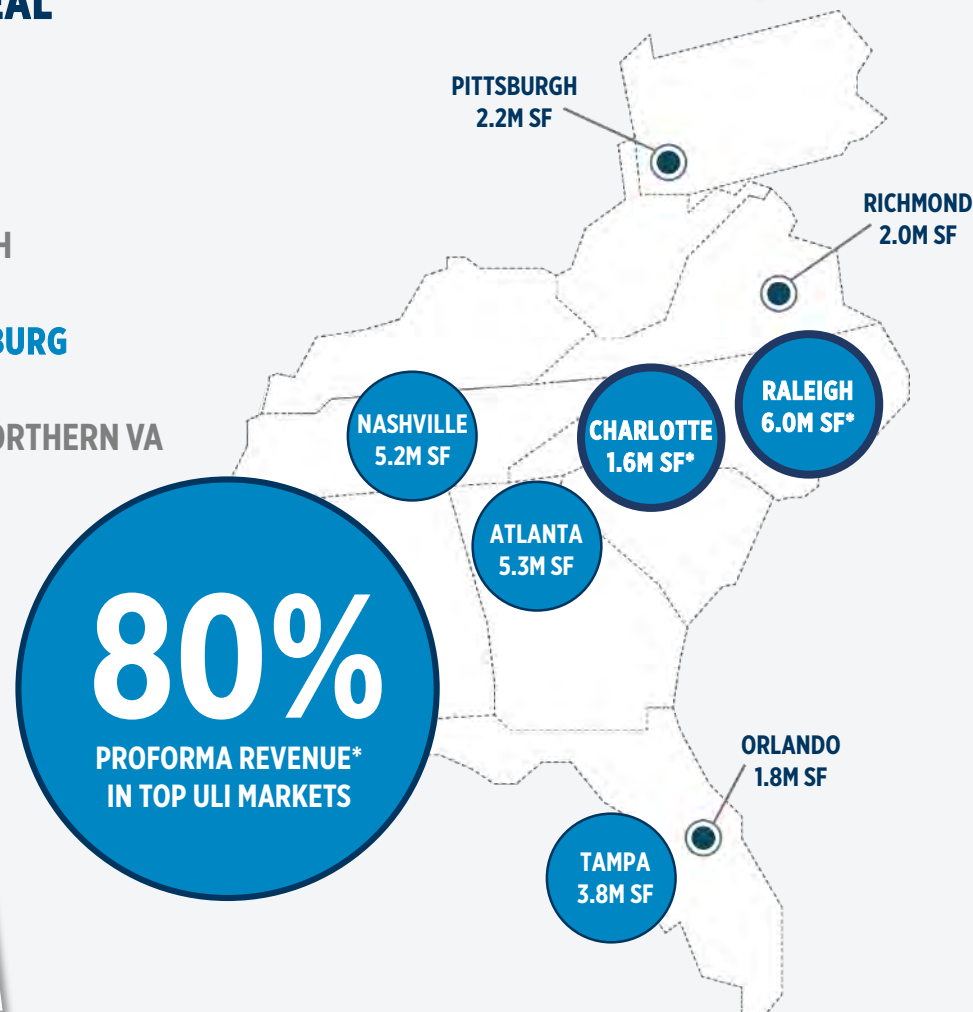 PITTSBURGH
2.2M SF
RICHMOND
2.0M SF
NASHVILLE
5.2M SF
CHARLOTTE
1.6M SF*
RALEIGH
6.0M SF*
ATLANTA
5.3M SF
80%
PROFORMA REVENUE*
IN TOP ULI MARKETS
ORLANDO
1.8M SF
TAMPA
3.8M SF
VA